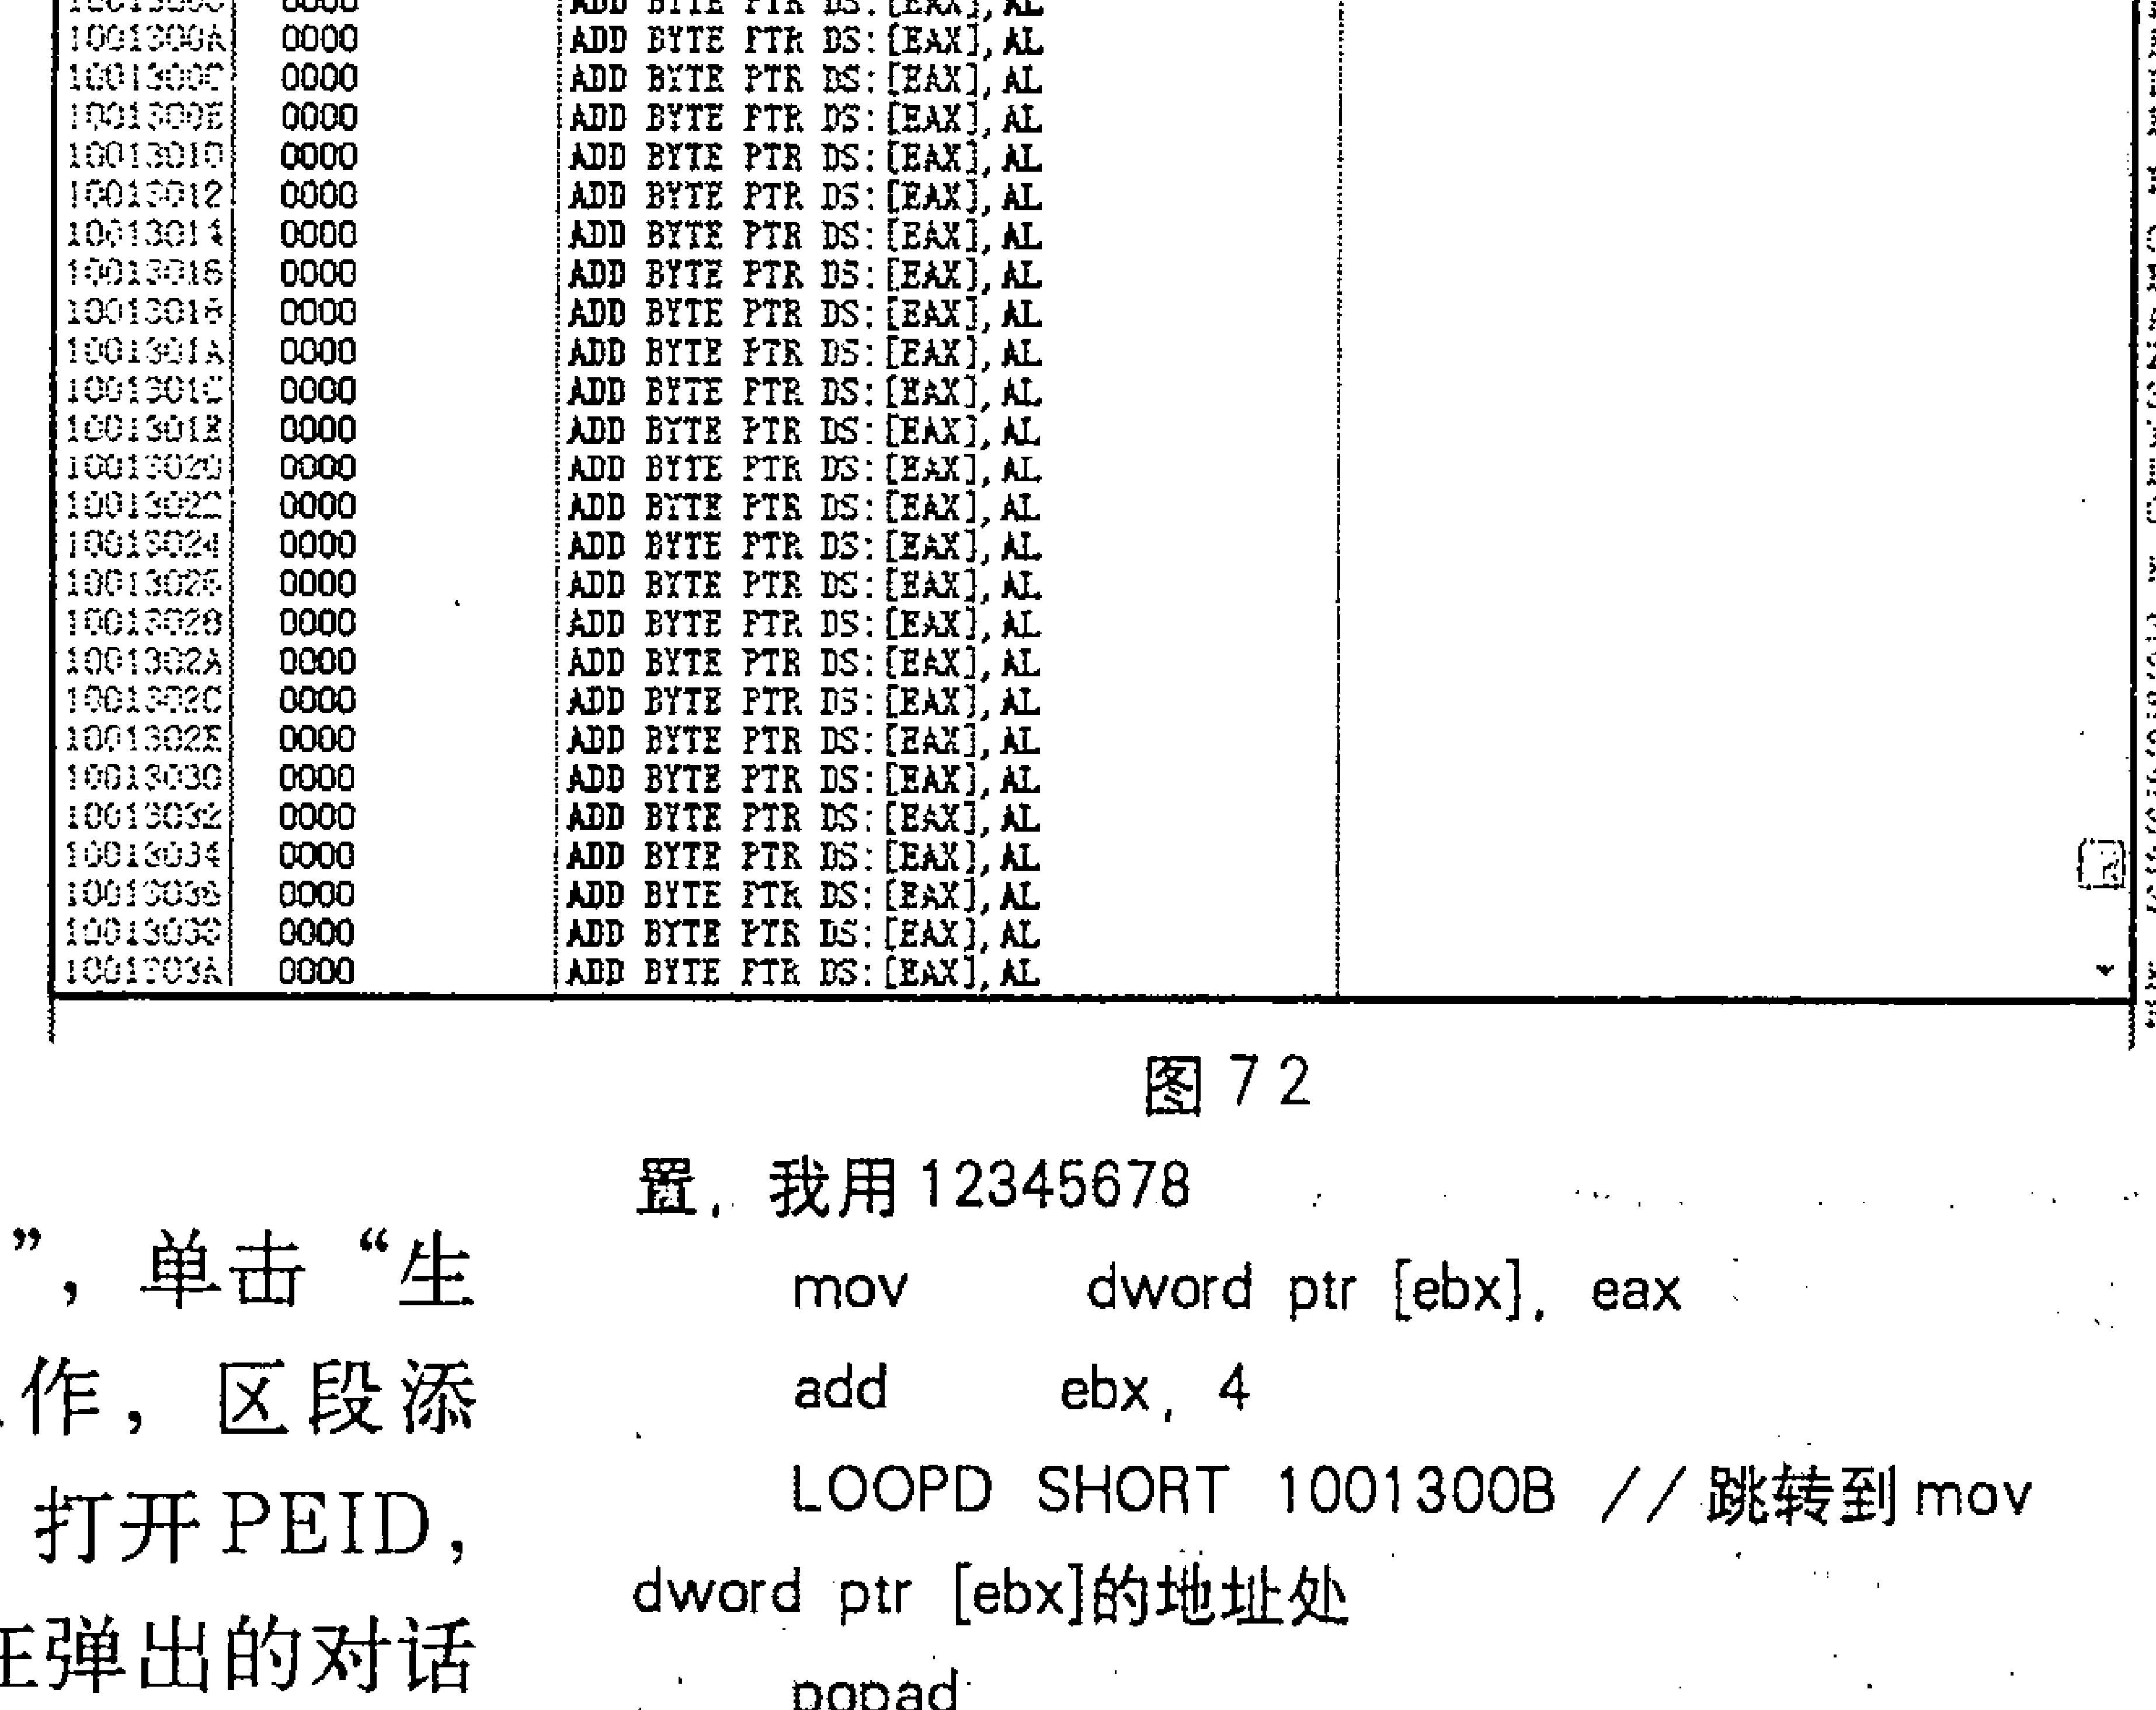 1001300A 0000 ADD BYTE PTR DS:[EAX],AL
1001300C 0000 ADD BYTE PTR DS:[EAX],AL
1001300E 0000 ADD BYTE PTR DS:[EAX],AL
10013010 0000 ADD BYTE PTR DS:[EAX],AL
10013012 0000 ADD BYTE PTR DS:[EAX],AL
10013014 0000 ADD BYTE PTR DS:[EAX],AL
10013016 0000 ADD BYTE PTR DS:[EAX],AL
10013018 0000 ADD BYTE PTR DS:[EAX],AL
1001301A 0000 ADD BYTE PTR DS:[EAX],AL
1001301C 0000 ADD BYTE PTR DS:[EAX],AL
1001301E 0000 ADD BYTE PTR DS:[EAX],AL
10013020 0000 ADD BYTE PTR DS:[EAX],AL
10013022 0000 ADD BYTE PTR DS:[EAX],AL
10013024 0000 ADD BYTE PTR DS:[EAX],AL
10013026 0000 ADD BYTE PTR DS:[EAX],AL
10013028 0000 ADD BYTE PTR DS:[EAX],AL
1001302A 0000 ADD BYTE PTR DS:[EAX],AL
1001302C 0000 ADD BYTE PTR DS:[EAX],AL
1001302E 0000 ADD BYTE PTR DS:[EAX],AL
10013030 0000 ADD BYTE PTR DS:[EAX],AL
10013032 0000 ADD BYTE PTR DS:[EAX],AL
10013034 0000 ADD BYTE PTR DS:[EAX],AL
10013036 0000 ADD BYTE PTR DS:[EAX],AL
10013038 0000 ADD BYTE PTR DS:[EAX],AL
1001303A 0000 ADD BYTE PTR DS:[EAX],AL
图72
”，单击“生
作，区段添
打开PEID，
在弹出的对话
置，我用12345678
mov dword ptr [ebx], eax
add ebx, 4
LOOPD SHORT 1001300B //跳转到mov
dword ptr [ebx]的地址处
popad